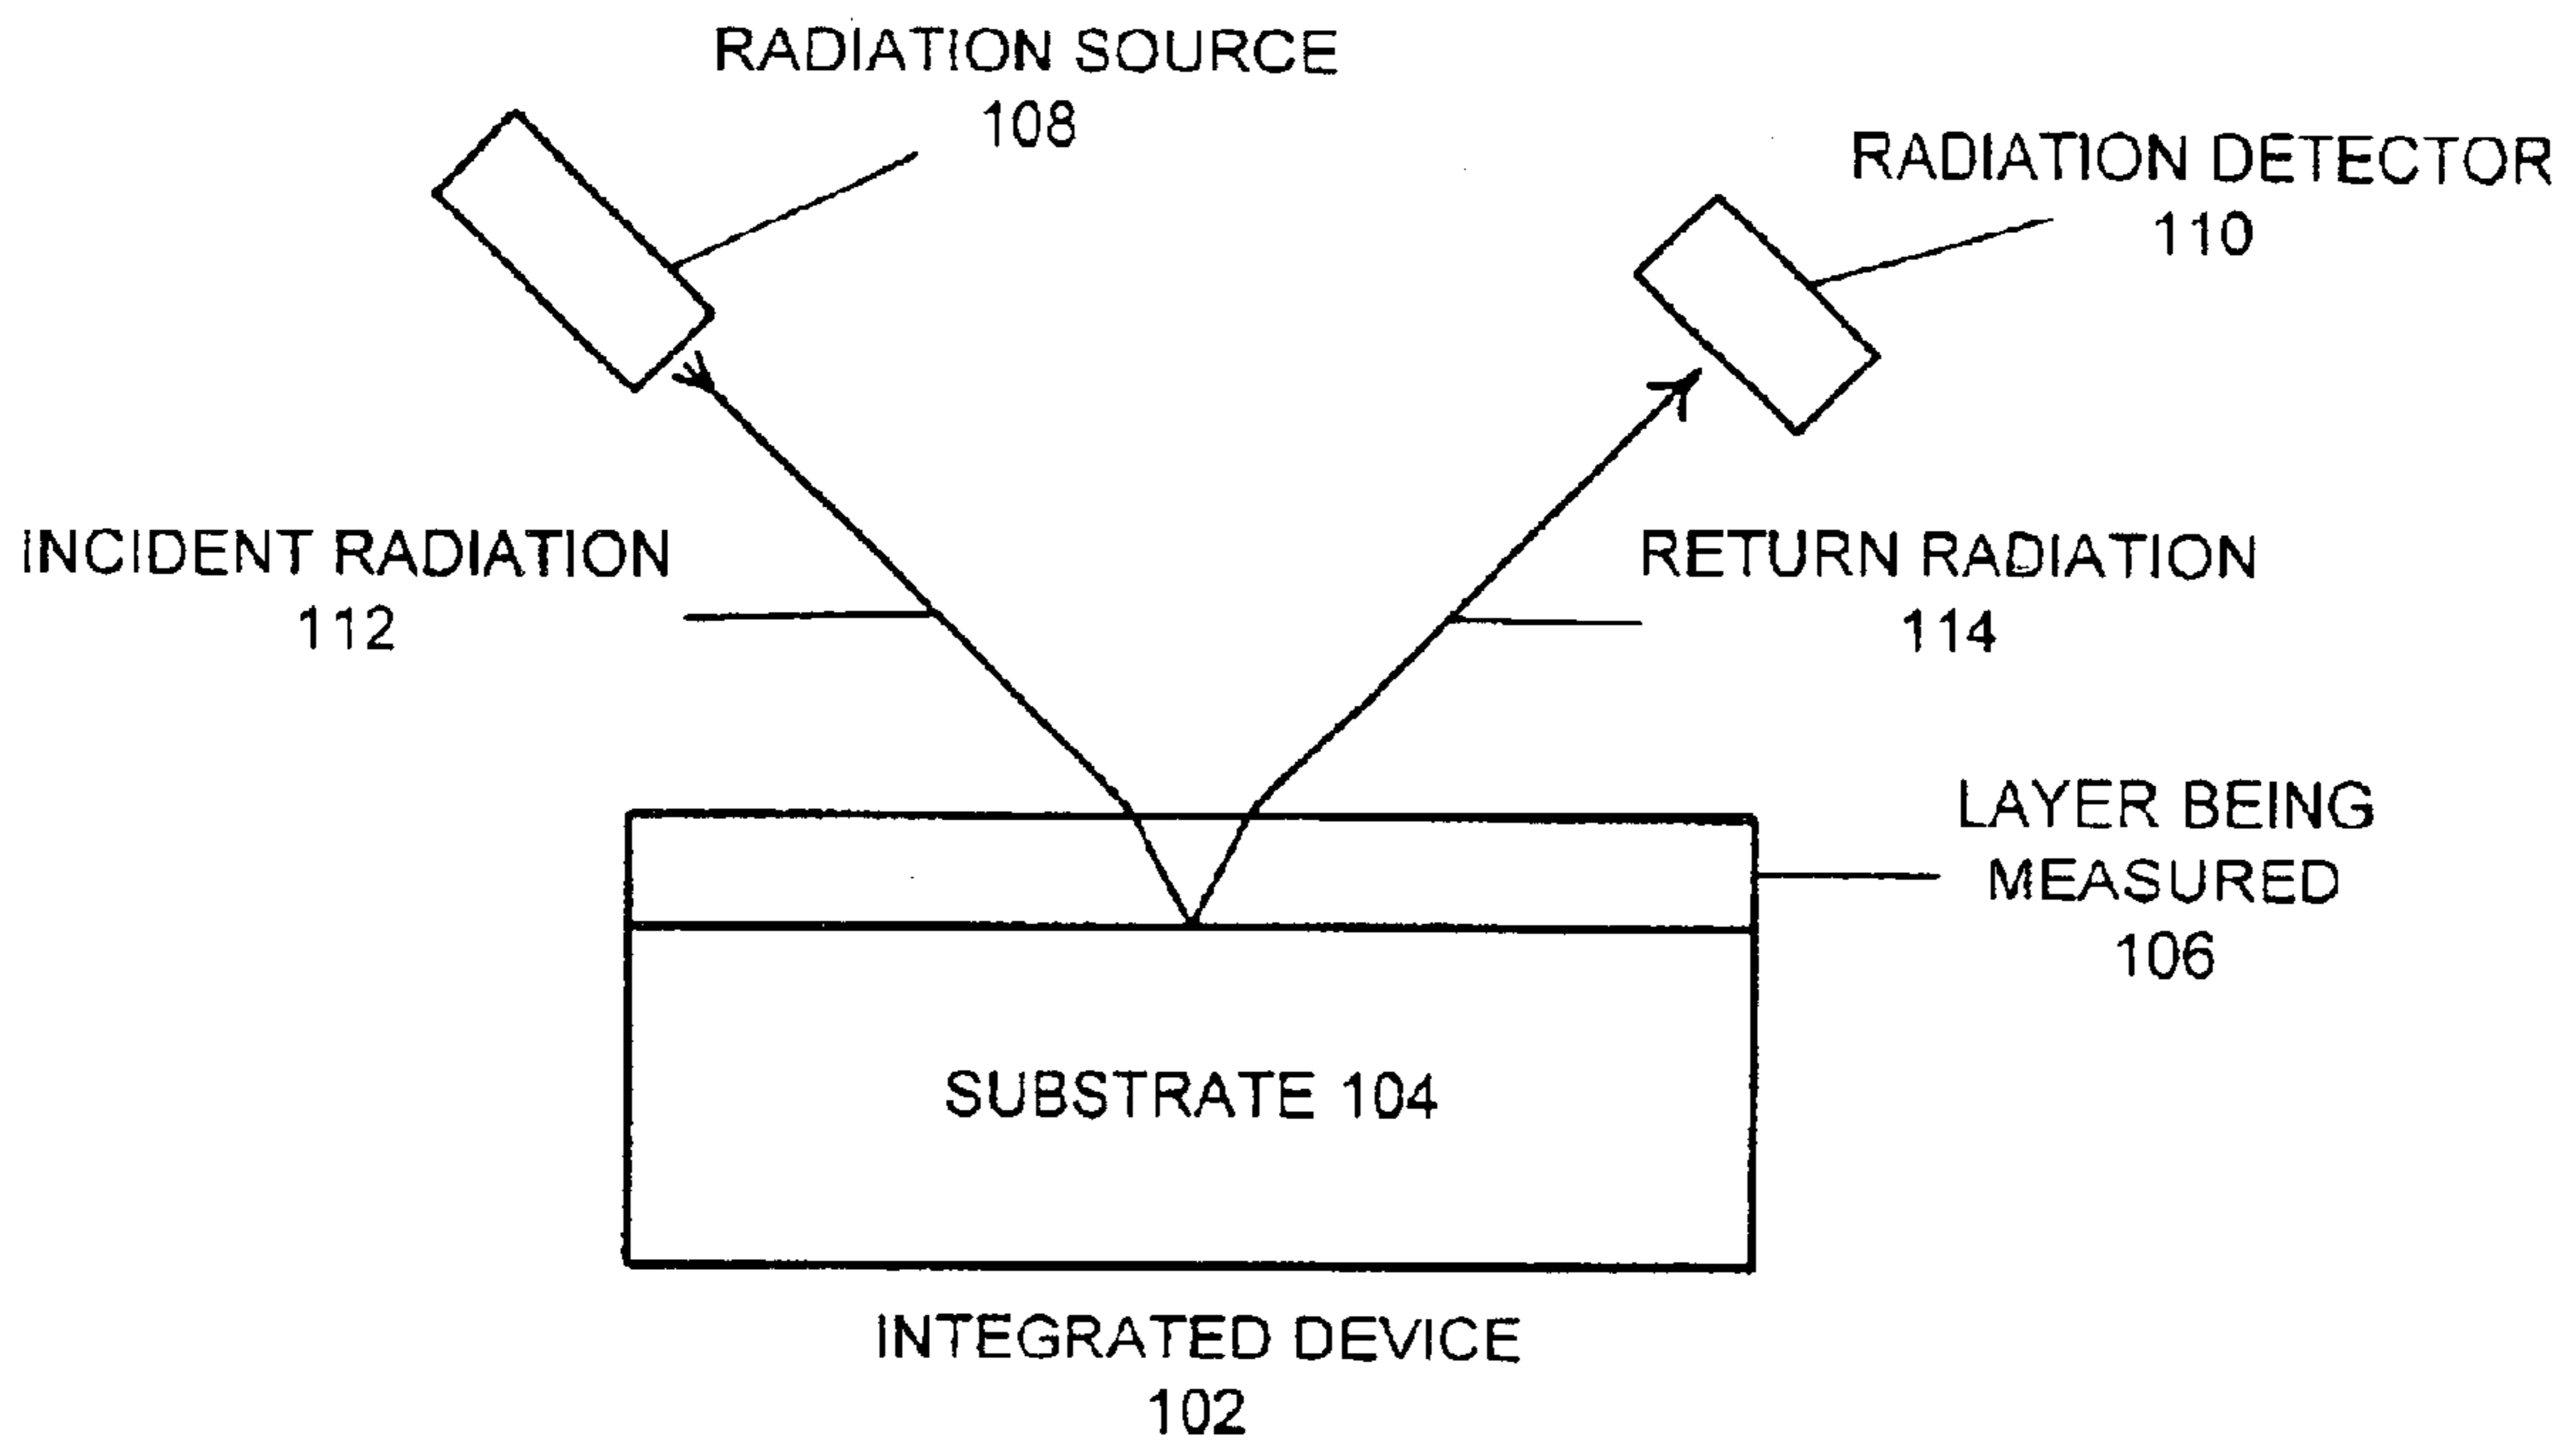 RADIATION SOURCE
108
RADIATION DETECTOR
110
INCIDENT RADIATION
112
RETURN RADIATION
114
LAYER BEING
MEASURED
106
SUBSTRATE 104
INTEGRATED DEVICE
102